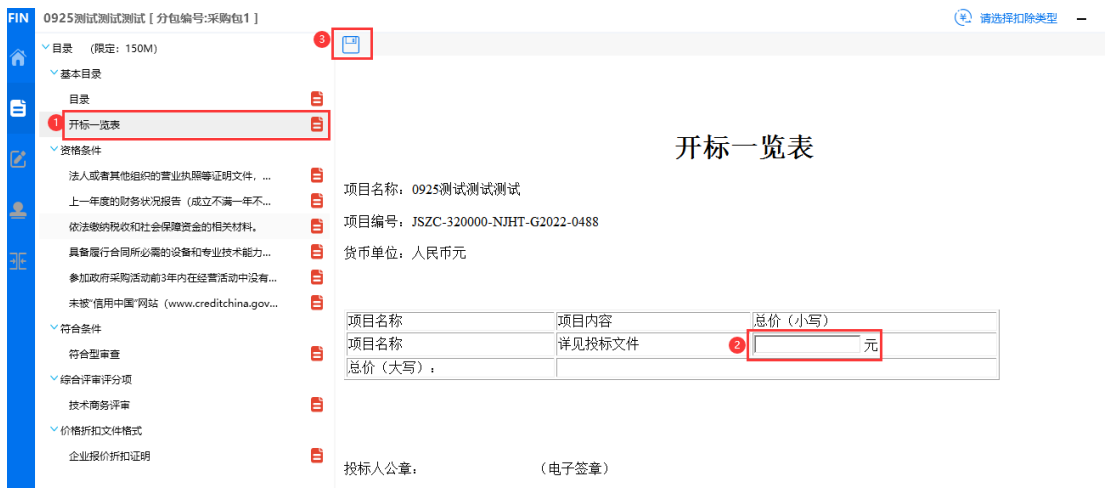 FIN
0925测试测试测试 [ 分包编号:采购包1 ]
请选择扣除类型
目录 (限定: 150M)
基本目录
目录
1 开标一览表
资格条件
法人或者其他组织的营业执照等证明文件，...
上一年度的财务状况报告（成立不满一年不...
依法缴纳税收和社会保障资金的相关材料。
具备履行合同所必需的设备和专业技术能力...
参加政府采购活动前3年内在经营活动中没有...
未被“信用中国”网站（www.creditchina.gov...
符合条件
符合型审查
综合评审评分项
技术商务评审
价格折扣文件格式
企业报价折扣证明
3
开标一览表
项目名称：0925测试测试测试
项目编号：JSZC-320000-NJHT-G2022-0488
货币单位：人民币元
项目名称 项目内容 总价（小写）
项目名称 详见投标文件 2 元
总价（大写）：
投标人公章： （电子签章）